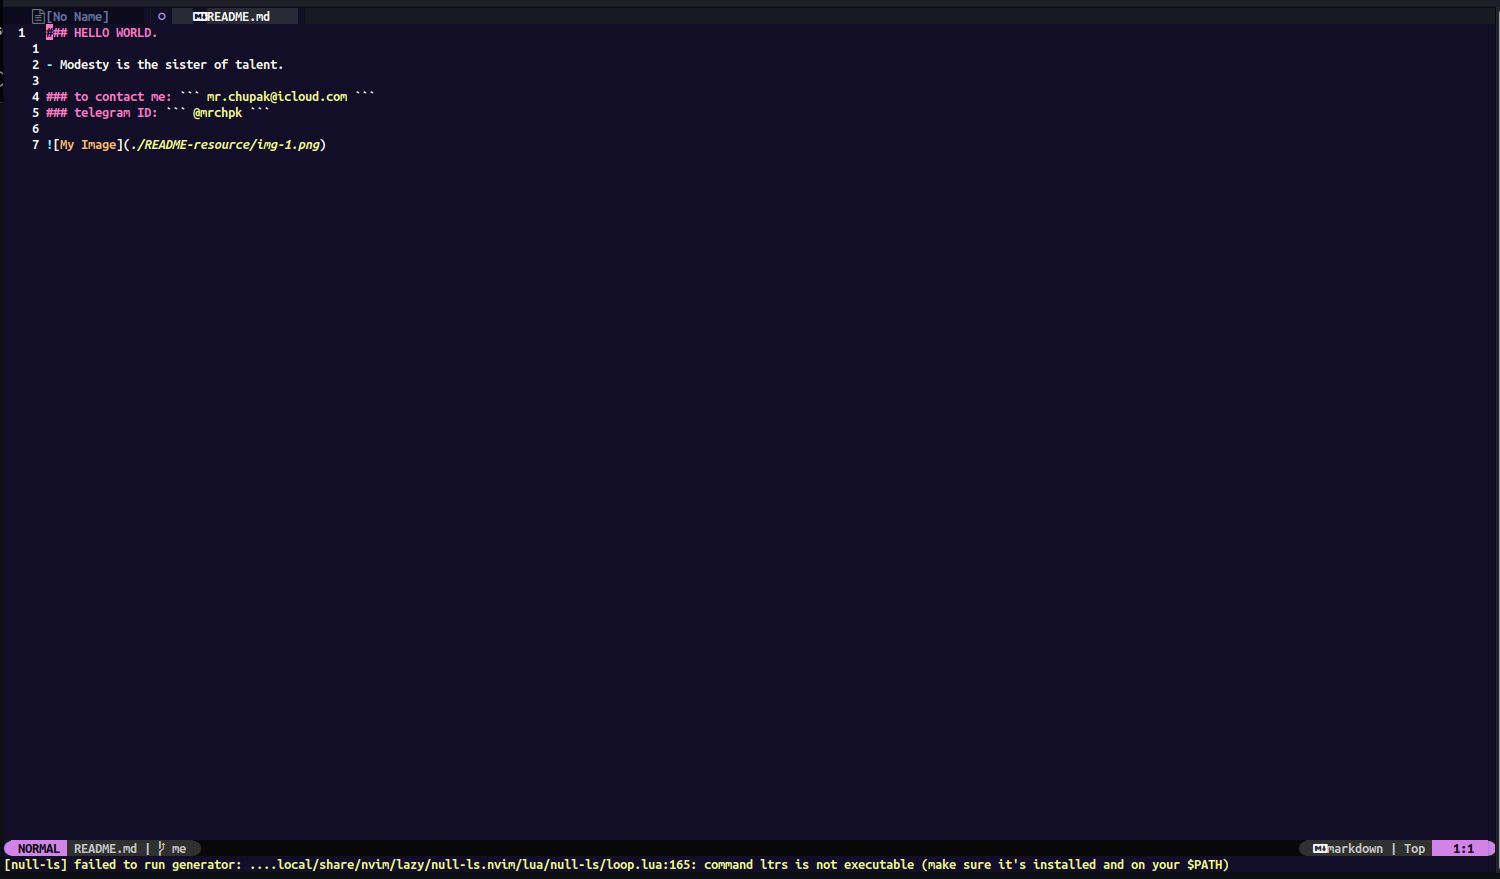 [No Name] README.md
1 ### HELLO WORLD.
1
2 - Modesty is the sister of talent.
3
4 ### to contact me: ``` mr.chupak@icloud.com ```
5 ### telegram ID: ``` @mrchpk ```
6
7 ![My Image](./README-resource/img-1.png)
NORMAL README.md | me markdown | Top 1:1
[null-ls] failed to run generator: ....local/share/nvim/lazy/null-ls.nvim/lua/null-ls/loop.lua:165: command ltrs is not executable (make sure it's installed and on your $PATH)